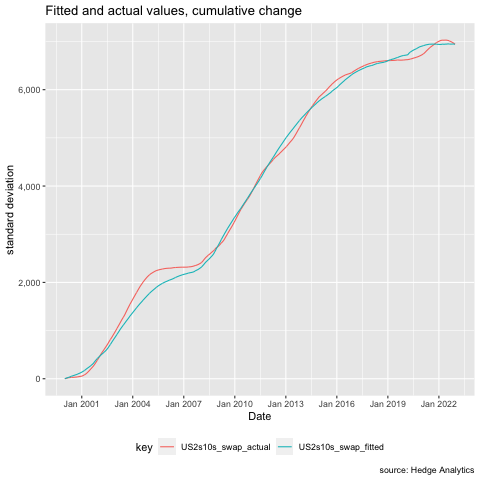 Fitted and actual values, cumulative change
standard deviation
6,000
4,000
2,000
0
Jan 2001 Jan 2004 Jan 2007 Jan 2010 Jan 2013 Jan 2016 Jan 2019 Jan 2022
Date
key US2s10s_swap_actual US2s10s_swap_fitted
source: Hedge Analytics